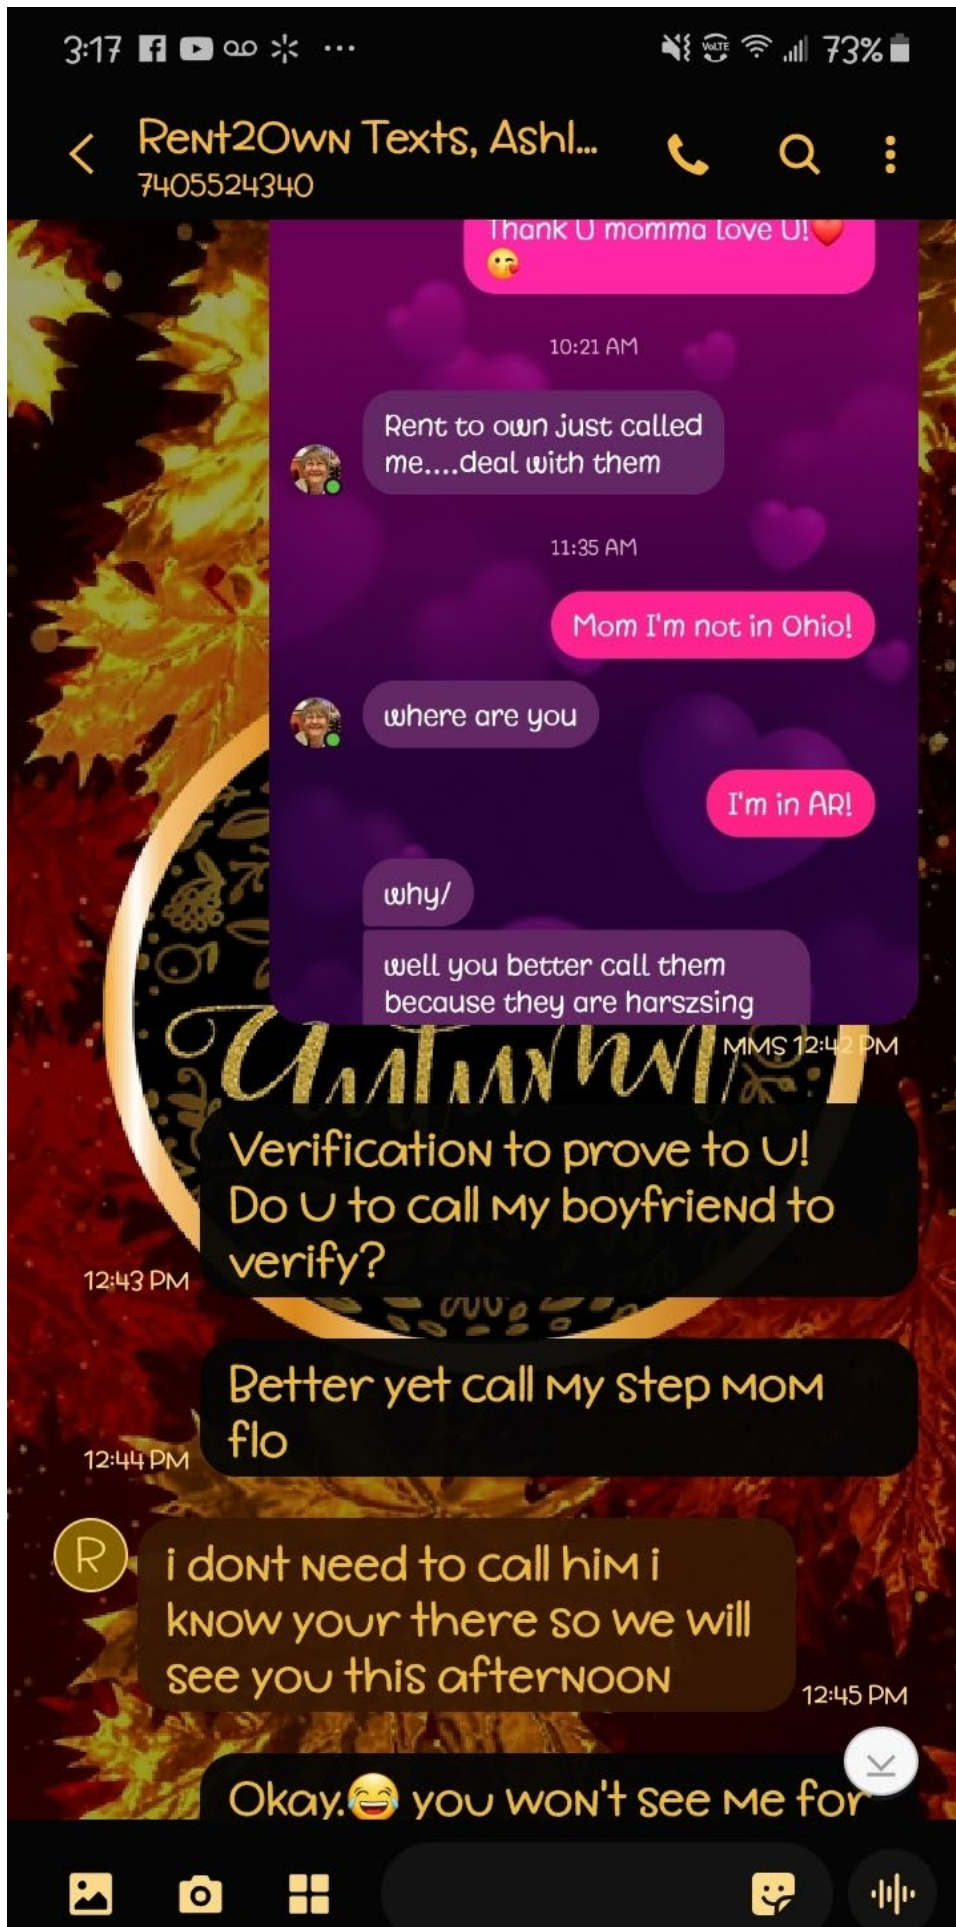 3:17
VoLTE
73%
Rent2Own Texts, Ashl...
7405524340
Thank U momma love U!❤️
😘
10:21 AM
Rent to own just called
me....deal with them
11:35 AM
Mom I'm not in Ohio!
where are you
I'm in AR!
why/
well you better call them
because they are harszsing
Autumn
MMS 12:42 PM
Verification to prove to U!
Do U to call my boyfriend to
verify?
12:43 PM
Better yet call my step mom
flo
12:44 PM
R
i dont need to call him i
know your there so we will
see you this afternoon
12:45 PM
Okay.😂 you won't see me for